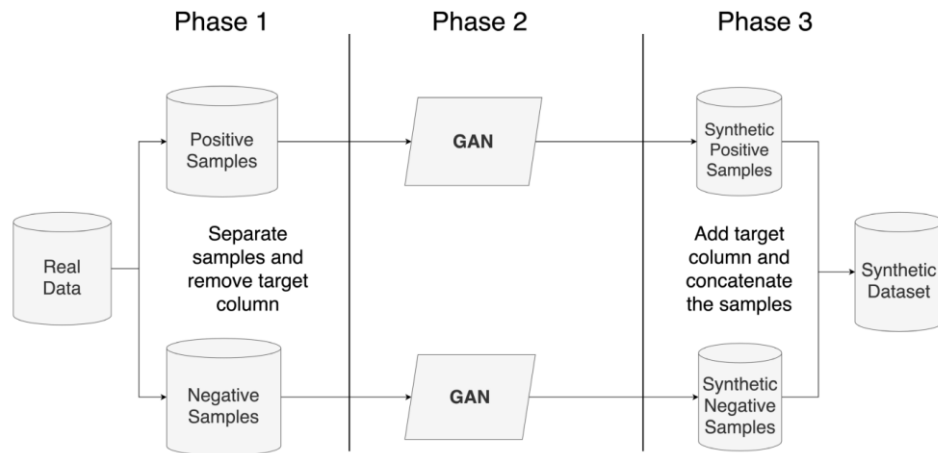 Phase 1
Phase 2
Phase 3
Positive
Samples
GAN
Synthetic
Positive
Samples
Real
Data
Separate
samples and
remove target
column
Add target
column and
concatenate
the samples
Synthetic
Dataset
Negative
Samples
GAN
Synthetic
Negative
Samples